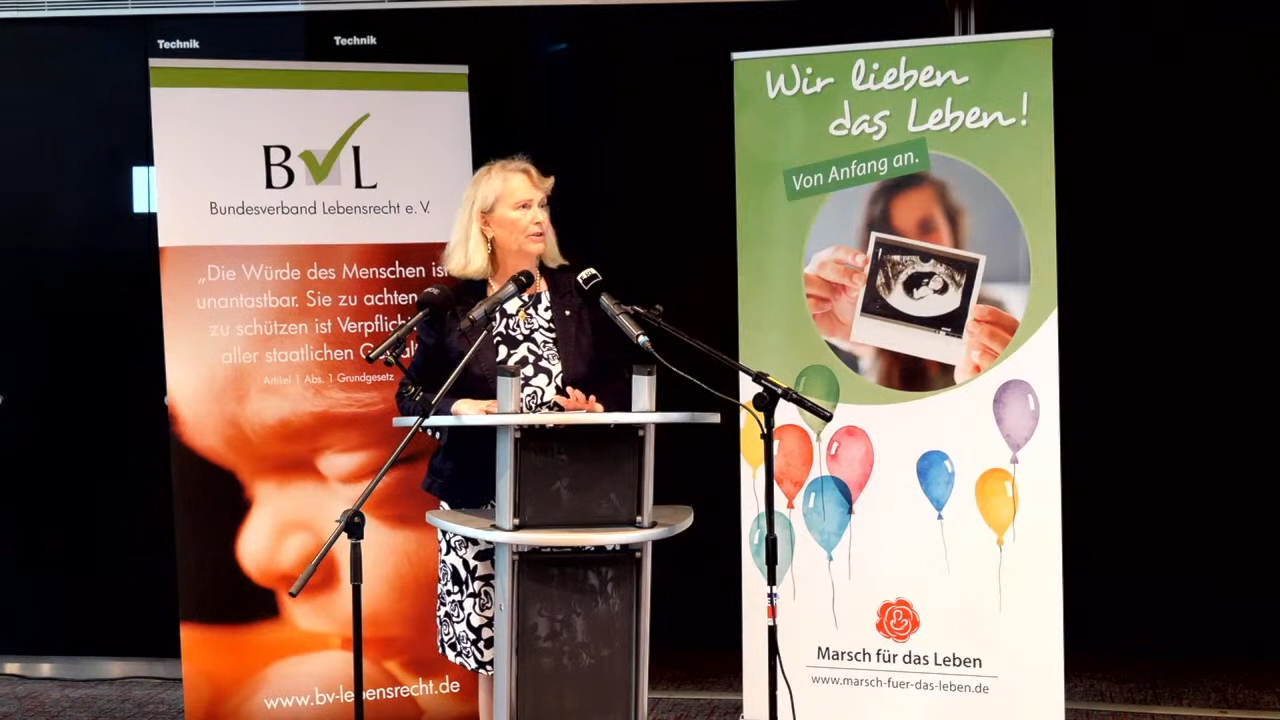 Technik
Technik
BVL
Bundesverband Lebensrecht e. V.
„Die Würde des Menschen ist
unantastbar. Sie zu achten
zu schützen ist
aller staatlichen
Artikel 1 Abs. 1 Grundgesetz
www.bv-lebensrecht.de
Wir lieben
das Leben!
Von Anfang an.
Marsch für das Leben
www.marsch-fuer-das-leben.de